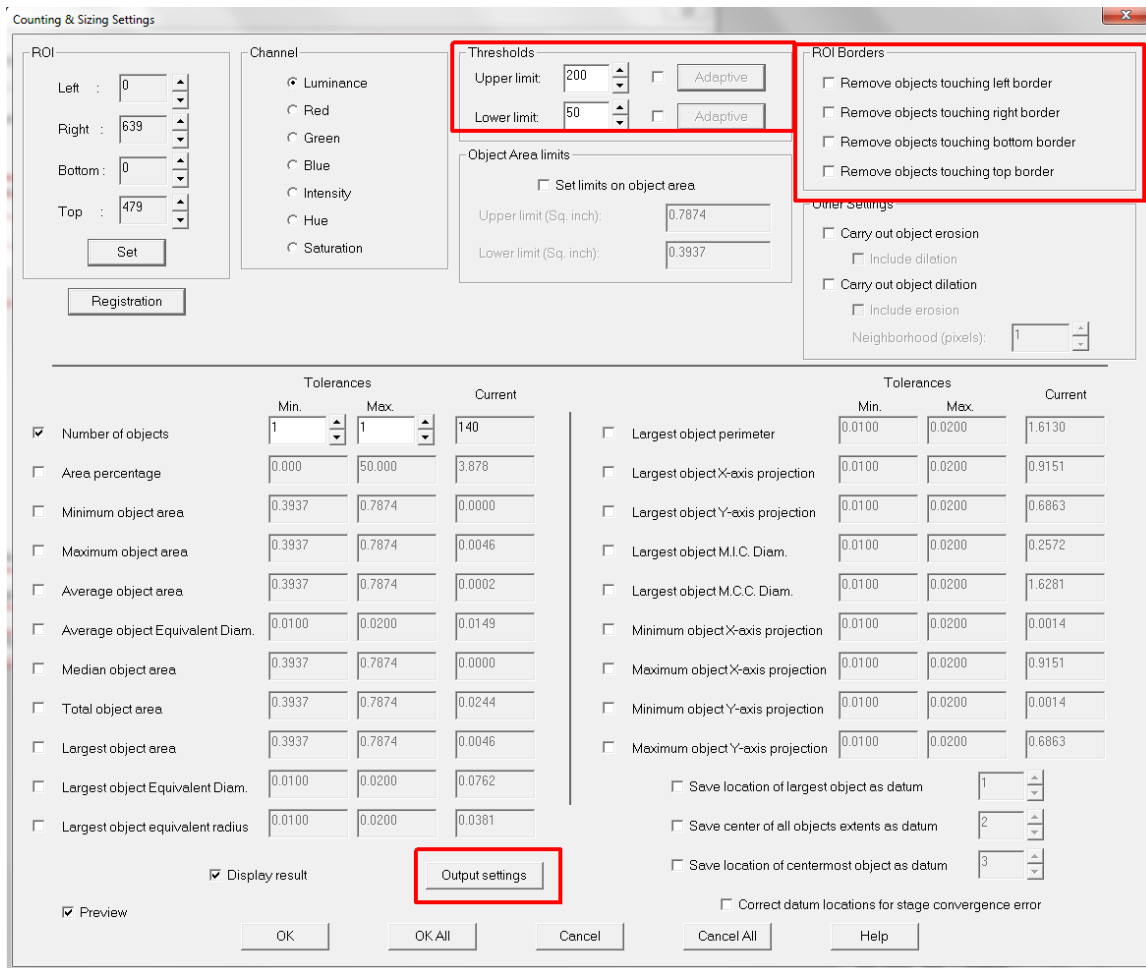 Counting & Sizing Settings
x
ROI
Left : 0
Right : 639
Bottom : 0
Top : 479
Set
Registration
Channel
Luminance
Red
Green
Blue
Intensity
Hue
Saturation
Thresholds
Upper limit: 200 Adaptive
Lower limit: 50 Adaptive
Object Area limits
Set limits on object area
Upper limit (Sq. inch): 0.7874
Lower limit (Sq. inch): 0.3937
ROI Borders
Remove objects touching left border
Remove objects touching right border
Remove objects touching bottom border
Remove objects touching top border
Other Settings
Carry out object erosion
Include dilation
Carry out object dilation
Include erosion
Neighborhood (pixels): 1
Tolerances
Min. Max. Current
Number of objects 1 1 140
Area percentage 0.000 50.000 3.878
Minimum object area 0.3937 0.7874 0.0000
Maximum object area 0.3937 0.7874 0.0046
Average object area 0.3937 0.7874 0.0002
Average object Equivalent Diam. 0.0100 0.0200 0.0149
Median object area 0.3937 0.7874 0.0000
Total object area 0.3937 0.7874 0.0244
Largest object area 0.3937 0.7874 0.0046
Largest object Equivalent Diam. 0.0100 0.0200 0.0762
Largest object equivalent radius 0.0100 0.0200 0.0381
Tolerances
Min. Max. Current
Largest object perimeter 0.0100 0.0200 1.6130
Largest object X-axis projection 0.0100 0.0200 0.9151
Largest object Y-axis projection 0.0100 0.0200 0.6863
Largest object M.I.C. Diam. 0.0100 0.0200 0.2572
Largest object M.C.C. Diam. 0.0100 0.0200 1.6281
Minimum object X-axis projection 0.0100 0.0200 0.0014
Maximum object X-axis projection 0.0100 0.0200 0.9151
Minimum object Y-axis projection 0.0100 0.0200 0.0014
Maximum object Y-axis projection 0.0100 0.0200 0.6863
Save location of largest object as datum 1
Save center of all objects extents as datum 2
Save location of centermost object as datum 3
Correct datum locations for stage convergence error
Display result
Output settings
Preview
OK OK All Cancel Cancel All Help